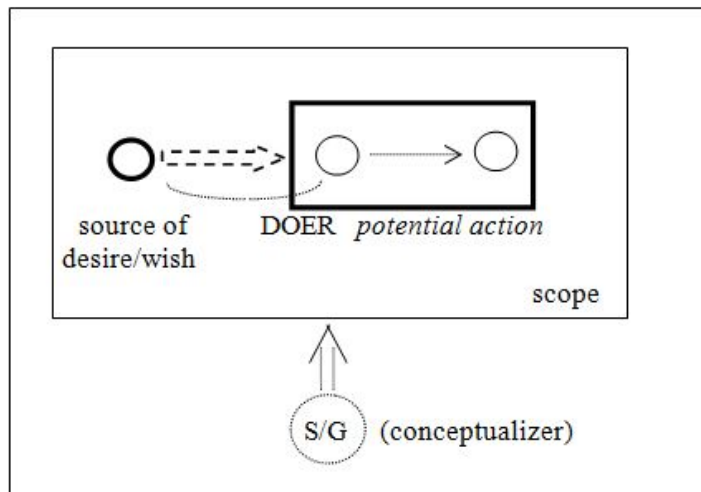 source of
desire/wish
DOER potential action
scope
S/G (conceptualizer)